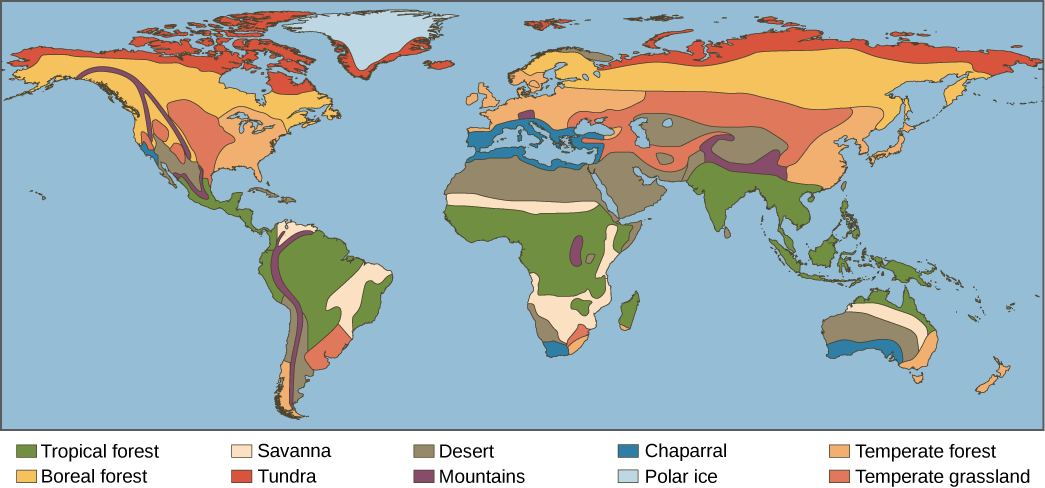 Tropical forest Savanna Desert Chaparral Temperate forest
Boreal forest Tundra Mountains Polar ice Temperate grassland